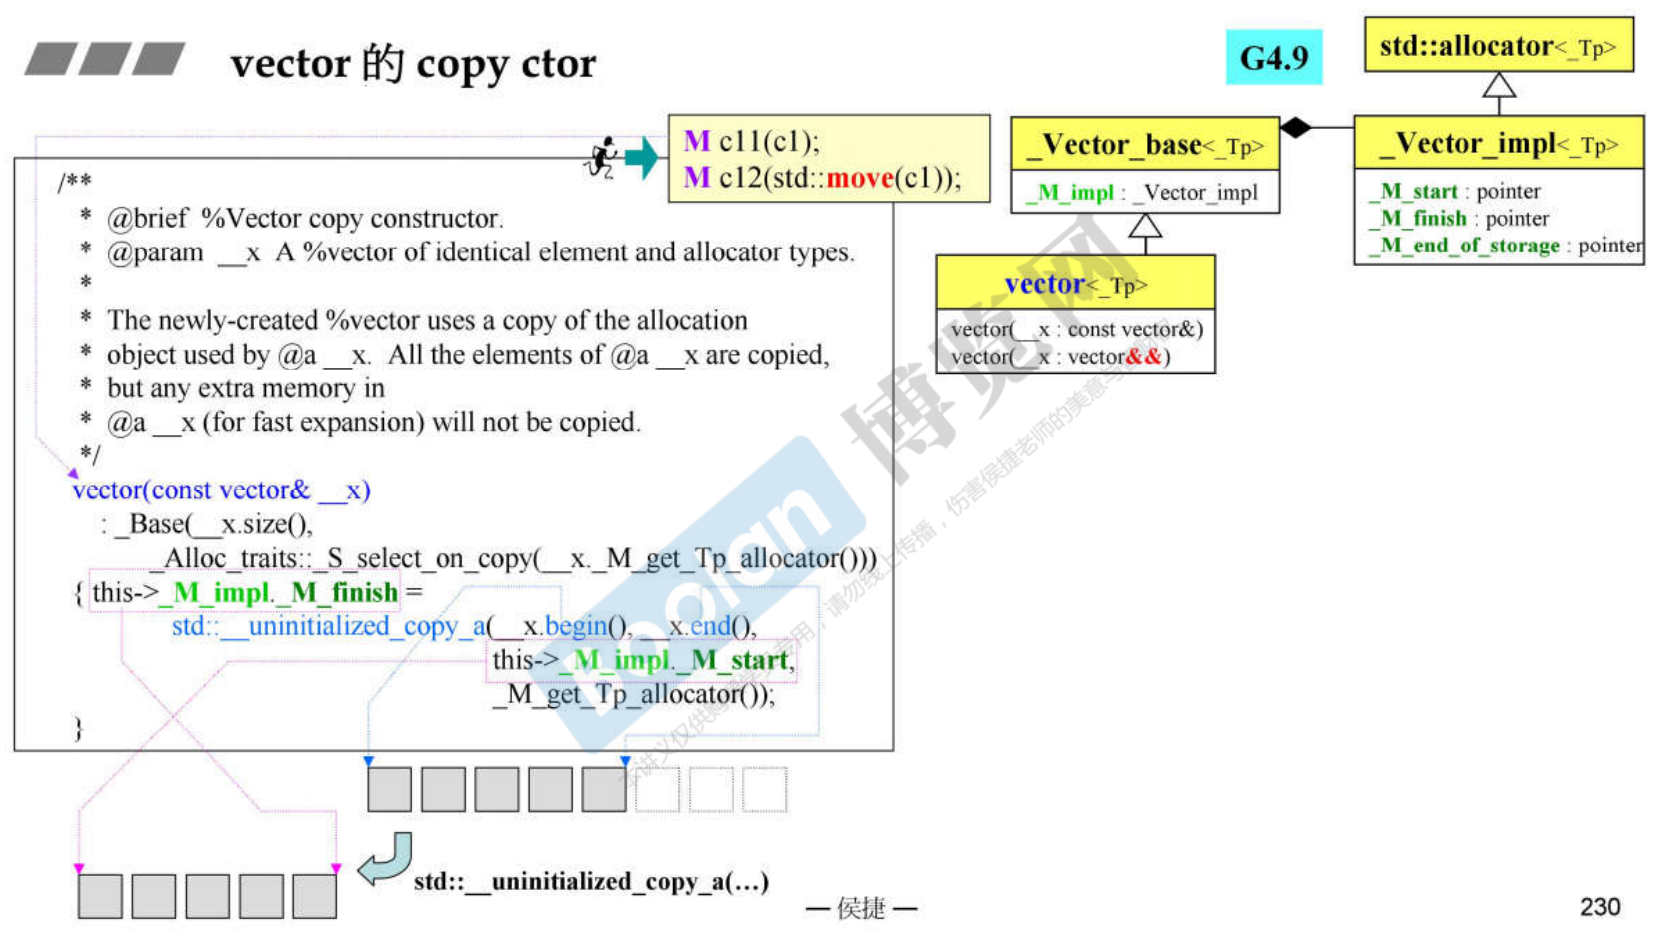 vector 的 copy ctor
G4.9
std::allocator<_Tp>
M c11(c1);
M c12(std::move(c1));
_Vector_base<_Tp>
_M_impl : _Vector_impl
_Vector_impl<_Tp>
_M_start : pointer
_M_finish : pointer
_M_end_of_storage : pointer
vector<_Tp>
vector(__x : const vector&)
vector(__x : vector&&)
/**
* @brief %Vector copy constructor.
* @param __x A %vector of identical element and allocator types.
*
* The newly-created %vector uses a copy of the allocation
* object used by @a __x. All the elements of @a __x are copied,
* but any extra memory in
* @a __x (for fast expansion) will not be copied.
*/
vector(const vector& __x)
: _Base(__x.size(),
_Alloc_traits::_S_select_on_copy(__x._M_get_Tp_allocator()))
{ this->_M_impl._M_finish =
std::__uninitialized_copy_a(__x.begin(), __x.end(),
this->_M_impl._M_start,
_M_get_Tp_allocator());
}
std::__uninitialized_copy_a(…)
Boolan 博览网
— 侯捷 —
230